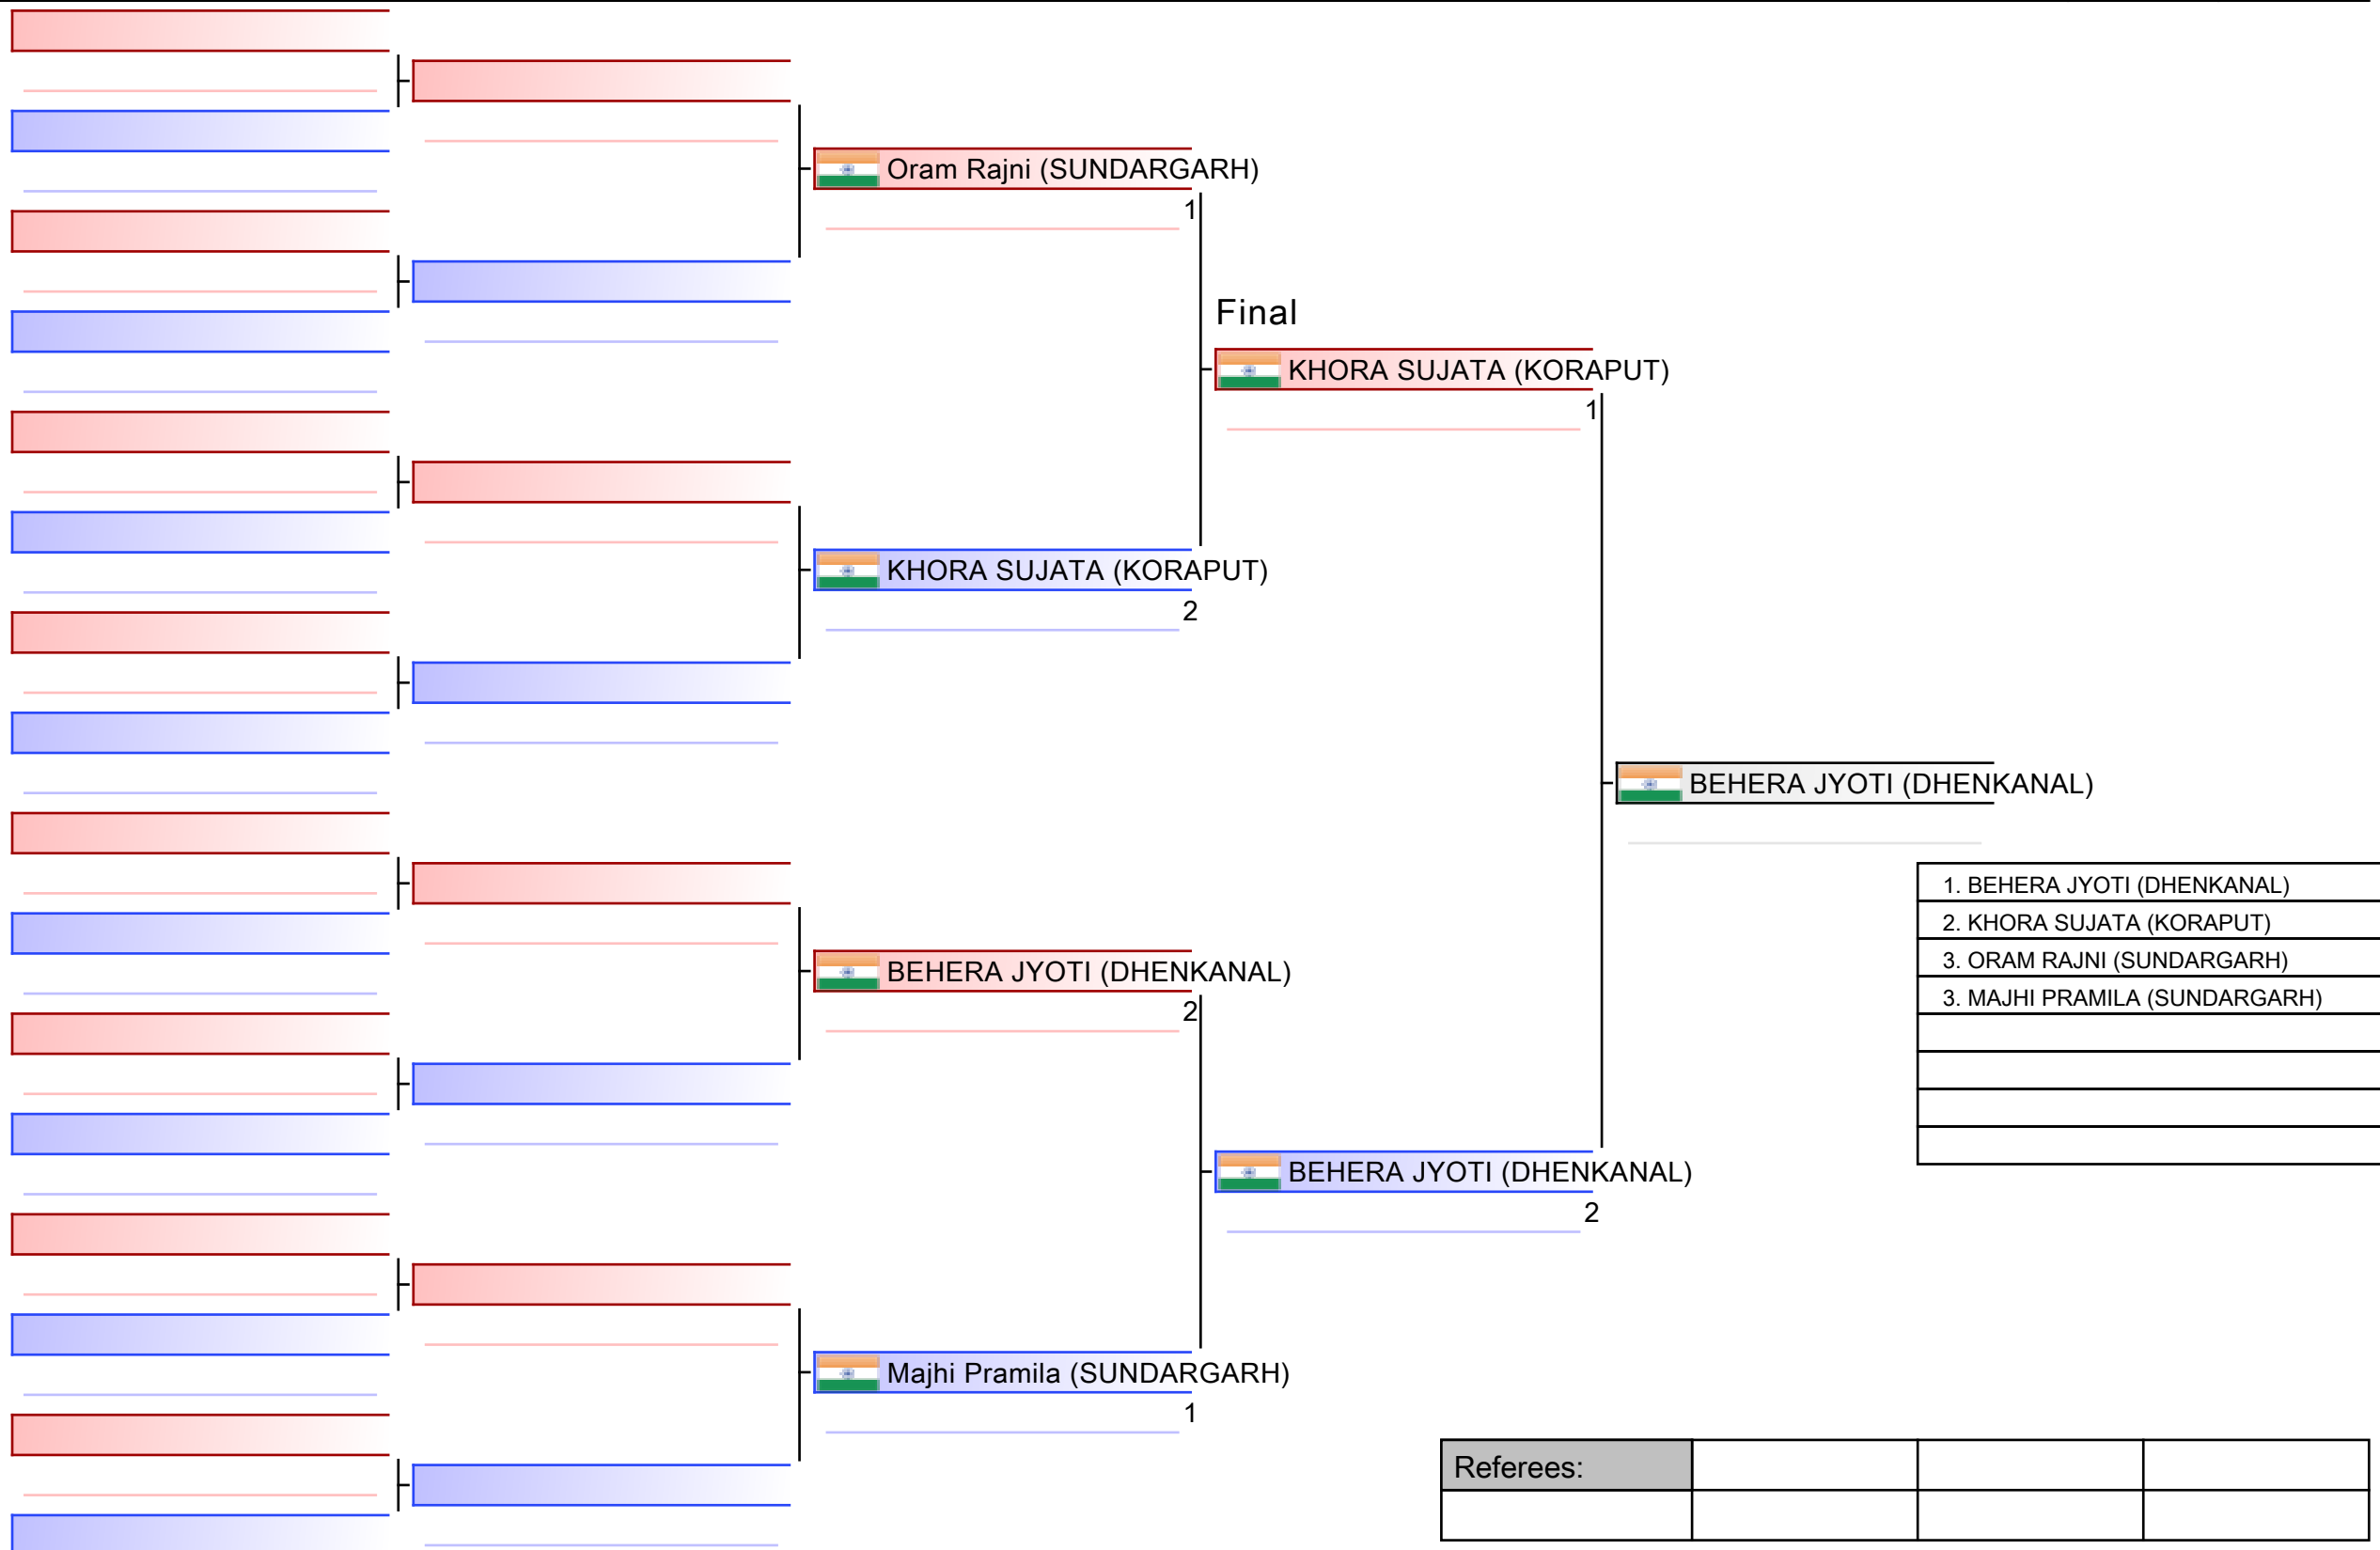 Oram Rajni (SUNDARGARH)
1
Final
KHORA SUJATA (KORAPUT)
1
KHORA SUJATA (KORAPUT)
2
BEHERA JYOTI (DHENKANAL)
1. BEHERA JYOTI (DHENKANAL)
2. KHORA SUJATA (KORAPUT)
3. ORAM RAJNI (SUNDARGARH)
3. MAJHI PRAMILA (SUNDARGARH)
BEHERA JYOTI (DHENKANAL)
2
BEHERA JYOTI (DHENKANAL)
2
Majhi Pramila (SUNDARGARH)
1
Referees: